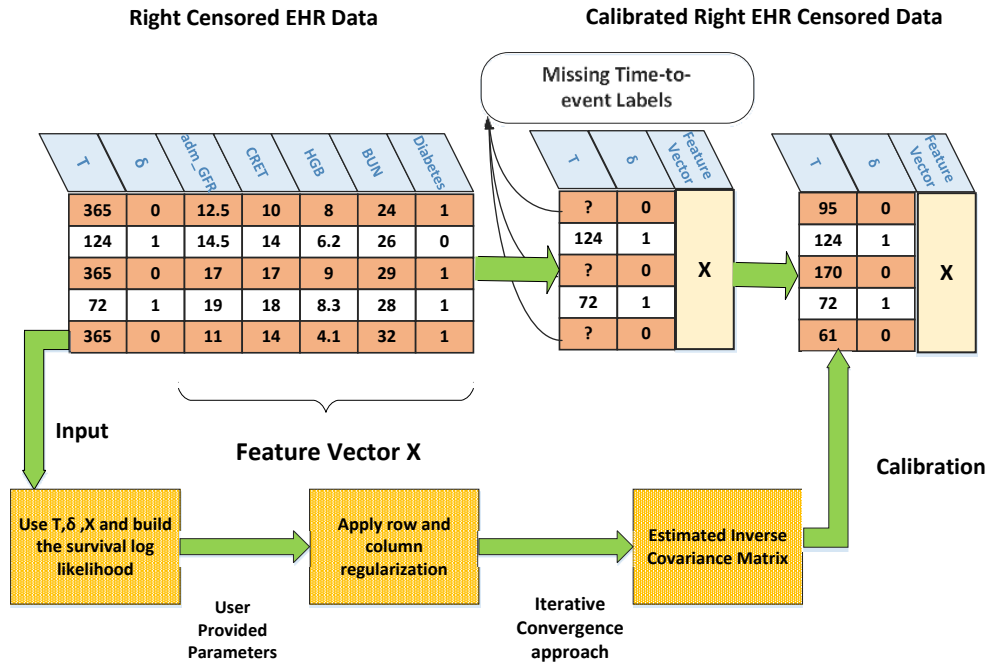 Right Censored EHR Data
Calibrated Right EHR Censored Data
Missing Time-to-
event Labels
T δ adm_GFR CRET HGB BUN Diabetes
365 0 12.5 10 8 24 1
124 1 14.5 14 6.2 26 0
365 0 17 17 9 29 1
72 1 19 18 8.3 28 1
365 0 11 14 4.1 32 1
T δ Feature Vector
? 0
124 1
? 0
72 1
? 0
X
T δ Feature Vector
95 0
124 1
170 0
72 1
61 0
X
Input
Feature Vector X
Calibration
Use T,δ ,X and build
the survival log
likelihood
Apply row and
column
regularization
Estimated Inverse
Covariance Matrix
User
Provided
Parameters
Iterative
Convergence
approach